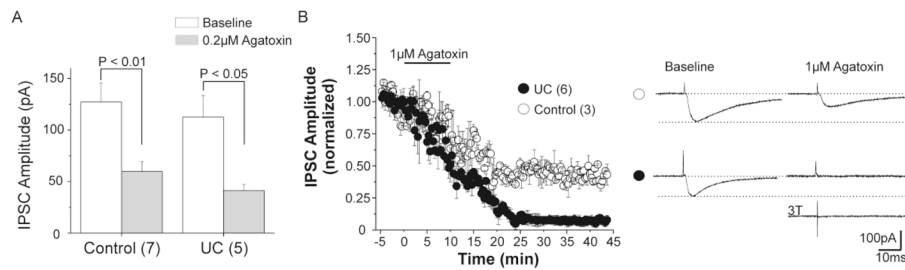 A
Baseline
0.2μM Agatoxin
P < 0.01
P < 0.05
IPSC Amplitude (pA)
150
100
50
0
Control (7)
UC (5)
B
IPSC Amplitude
(normalized)
1.50
1.25
1.00
0.75
0.50
0.25
0.00
1μM Agatoxin
UC (6)
Control (3)
-5 0 5 10 15 20 25 30 35 40 45
Time (min)
Baseline
1μM Agatoxin
3T
100pA
10ms